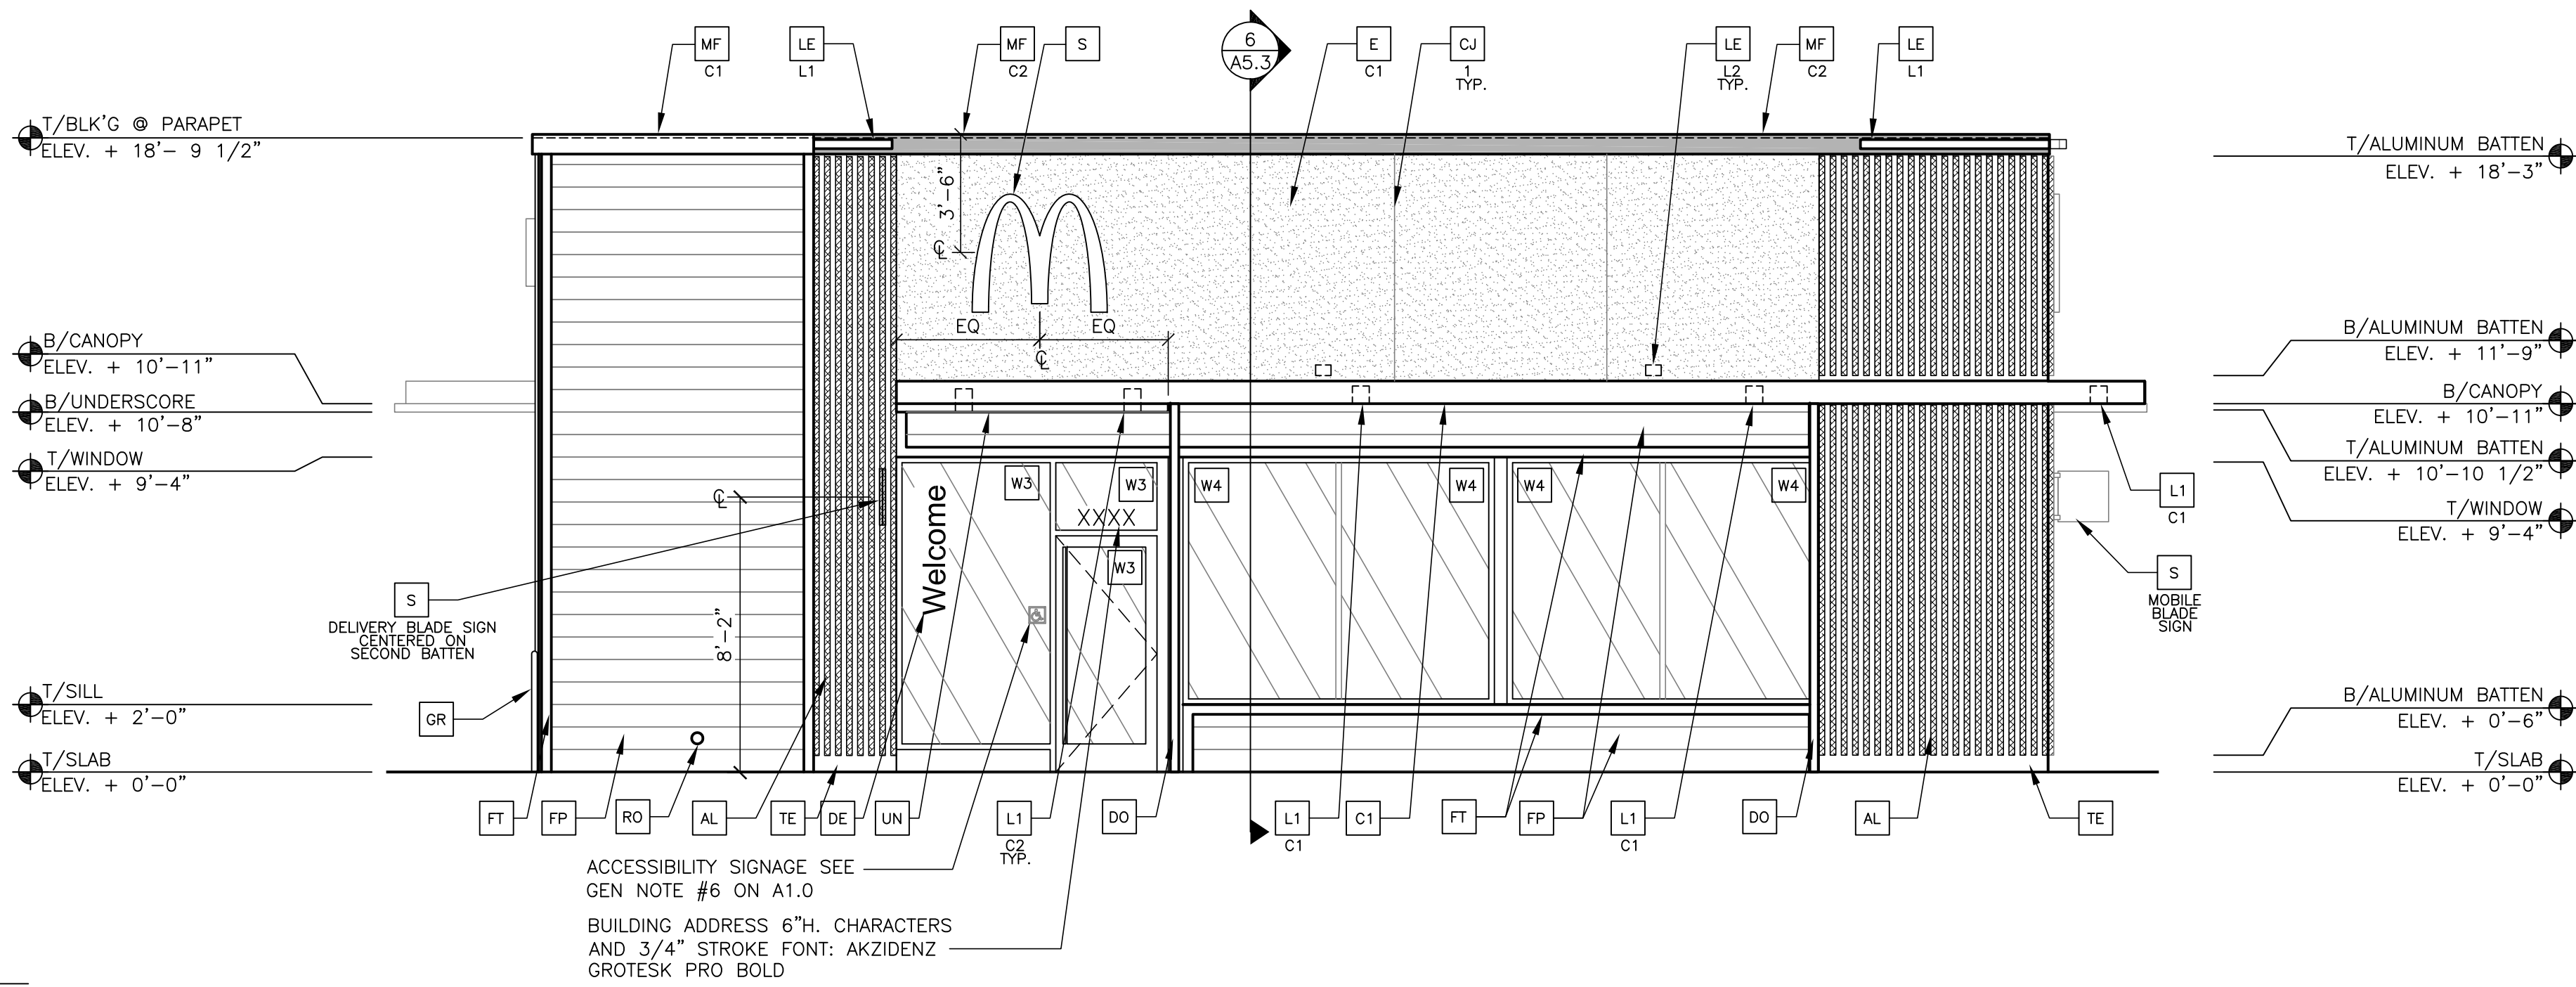 MF
C1
LE
L1
MF
C2
S
6
A5.3
E
C1
CJ
1
TYP.
LE
L2
TYP.
MF
C2
LE
L1
T/BLK'G @ PARAPET
ELEV. + 18'- 9 1/2"
B/CANOPY
ELEV. + 10'-11"
B/UNDERSCORE
ELEV. + 10'-8"
T/WINDOW
ELEV. + 9'-4"
T/SILL
ELEV. + 2'-0"
T/SLAB
ELEV. + 0'-0"
3'-6"
℄
EQ
EQ
℄
℄
8'-2"
Welcome
W3
W3
XXXX
W3
W4
W4
W4
W4
S
DELIVERY BLADE SIGN
CENTERED ON
SECOND BATTEN
GR
T/ALUMINUM BATTEN
ELEV. + 18'-3"
B/ALUMINUM BATTEN
ELEV. + 11'-9"
B/CANOPY
ELEV. + 10'-11"
T/ALUMINUM BATTEN
ELEV. + 10'-10 1/2"
T/WINDOW
ELEV. + 9'-4"
B/ALUMINUM BATTEN
ELEV. + 0'-6"
T/SLAB
ELEV. + 0'-0"
L1
C1
S
MOBILE
BLADE
SIGN
FT
FP
RO
AL
TE
DE
UN
L1
C2
TYP.
DO
L1
C1
C1
FT
FP
L1
C1
DO
AL
TE
ACCESSIBILITY SIGNAGE SEE
GEN NOTE #6 ON A1.0
BUILDING ADDRESS 6"H. CHARACTERS
AND 3/4" STROKE FONT: AKZIDENZ
GROTESK PRO BOLD